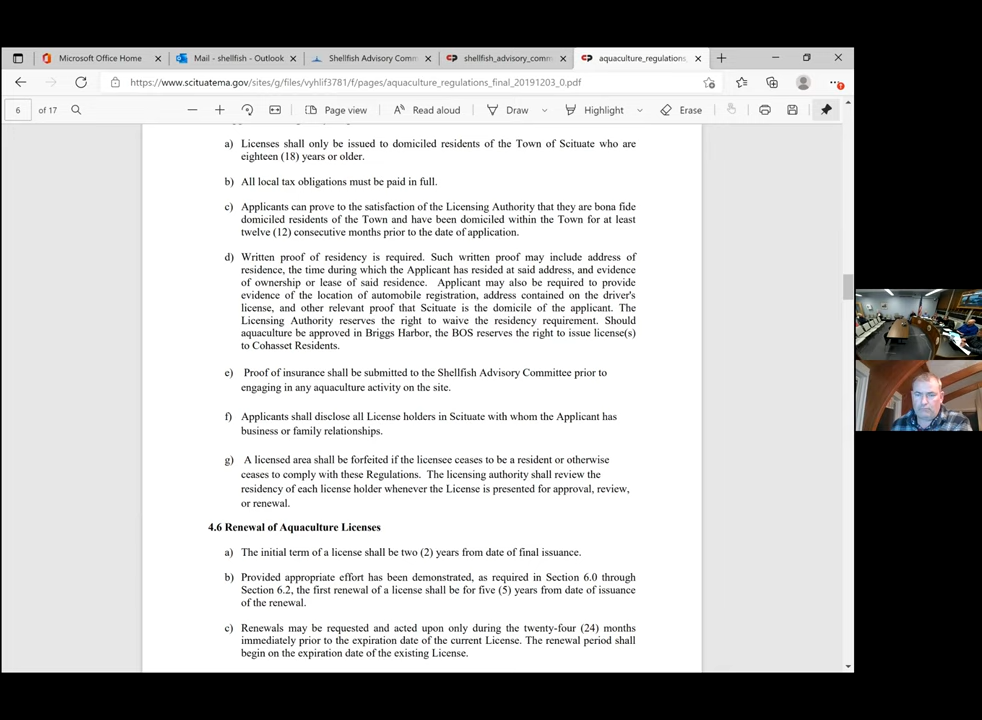 Microsoft Office Home
Mail - shellfish - Outlook
Shellfish Advisory Comm
shellfish_advisory_comm
aquaculture_regulations_
https://www.scituatema.gov/sites/g/files/vyhlif3781/f/pages/aquaculture_regulations_final_20191203_0.pdf
6 of 17
Page view
Read aloud
Draw
Highlight
Erase
a) Licenses shall only be issued to domiciled residents of the Town of Scituate who are
eighteen (18) years or older.
b) All local tax obligations must be paid in full.
c) Applicants can prove to the satisfaction of the Licensing Authority that they are bona fide
domiciled residents of the Town and have been domiciled within the Town for at least
twelve (12) consecutive months prior to the date of application.
d) Written proof of residency is required. Such written proof may include address of
residence, the time during which the Applicant has resided at said address, and evidence
of ownership or lease of said residence. Applicant may also be required to provide
evidence of the location of automobile registration, address contained on the driver's
license, and other relevant proof that Scituate is the domicile of the applicant. The
Licensing Authority reserves the right to waive the residency requirement. Should
aquaculture be approved in Briggs Harbor, the BOS reserves the right to issue license(s)
to Cohasset Residents.
e) Proof of insurance shall be submitted to the Shellfish Advisory Committee prior to
engaging in any aquaculture activity on the site.
f) Applicants shall disclose all License holders in Scituate with whom the Applicant has
business or family relationships.
g) A licensed area shall be forfeited if the licensee ceases to be a resident or otherwise
ceases to comply with these Regulations. The licensing authority shall review the
residency of each license holder whenever the License is presented for approval, review,
or renewal.
4.6 Renewal of Aquaculture Licenses
a) The initial term of a license shall be two (2) years from date of final issuance.
b) Provided appropriate effort has been demonstrated, as required in Section 6.0 through
Section 6.2, the first renewal of a license shall be for five (5) years from date of issuance
of the renewal.
c) Renewals may be requested and acted upon only during the twenty-four (24) months
immediately prior to the expiration date of the current License. The renewal period shall
begin on the expiration date of the existing License.